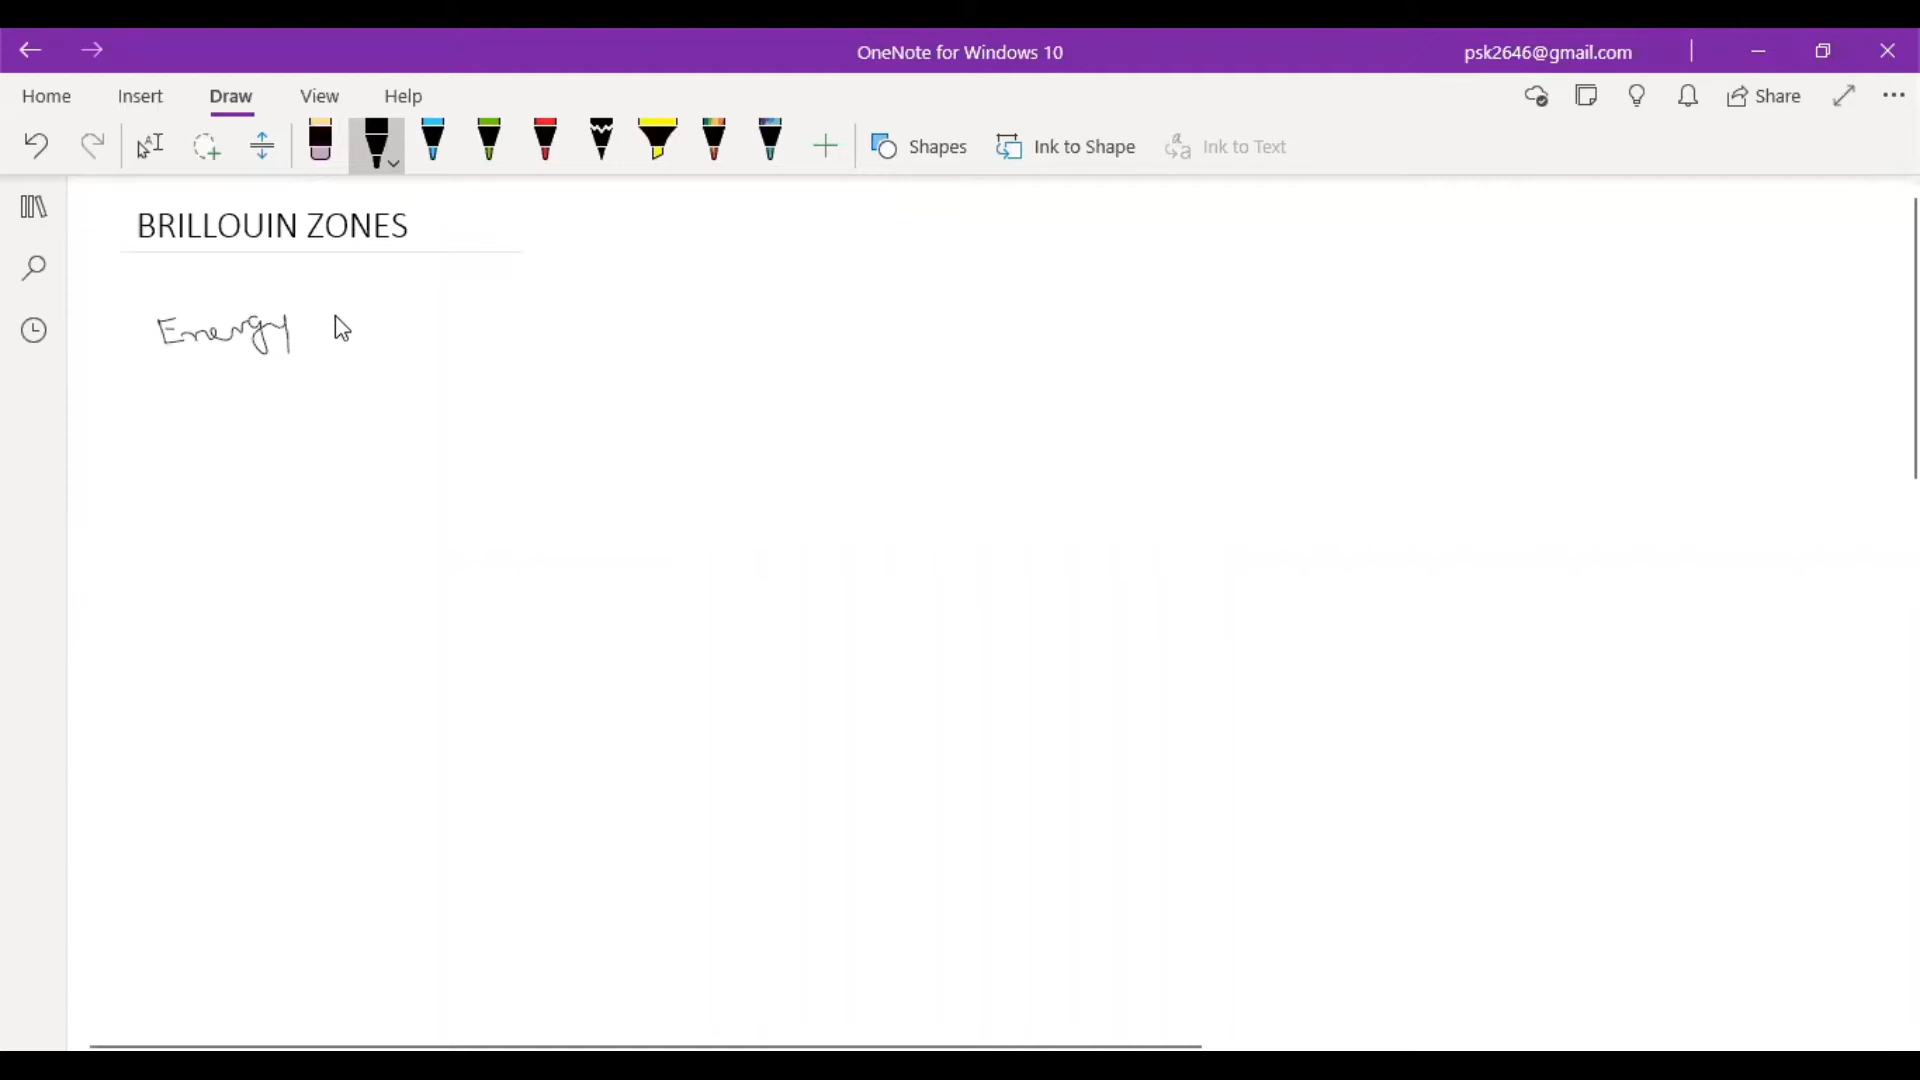 OneNote for Windows 10 psk2646@gmail.com
Home Insert Draw View Help Share
Shapes Ink to Shape Ink to Text
BRILLOUIN ZONES
Energy